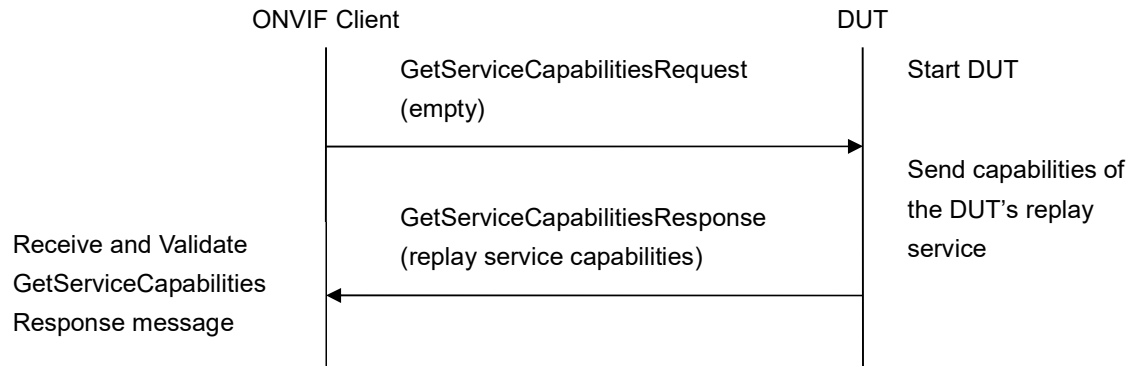 ONVIF Client
DUT
GetServiceCapabilitiesRequest
(empty)
Start DUT
Send capabilities of
the DUT’s replay
service
GetServiceCapabilitiesResponse
(replay service capabilities)
Receive and Validate
GetServiceCapabilities
Response message